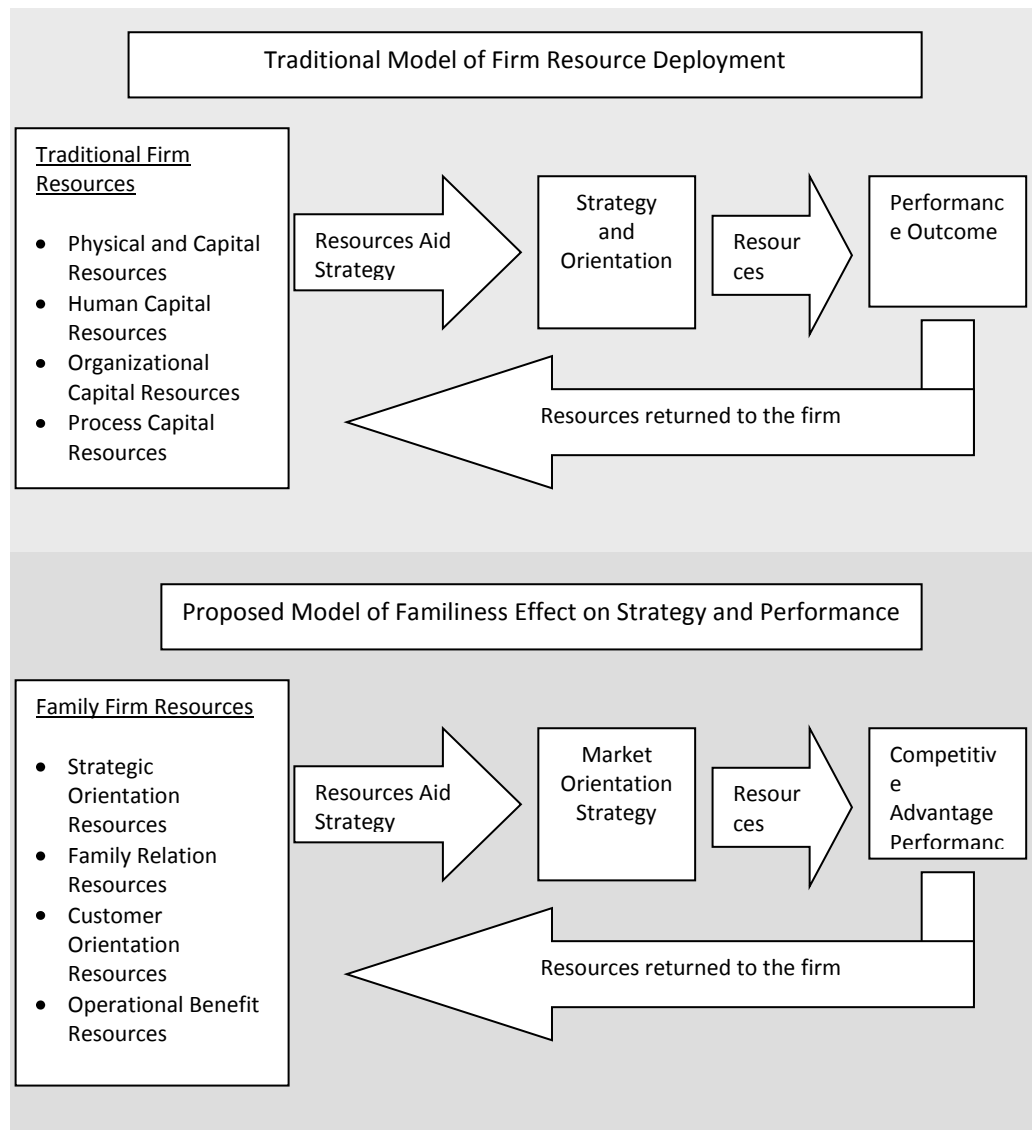 Traditional Model of Firm Resource Deployment
Traditional Firm
Resources
• Physical and Capital
Resources
• Human Capital
Resources
• Organizational
Capital Resources
• Process Capital
Resources
Resources Aid
Strategy
Strategy
and
Orientation
Resour
ces
Performanc
e Outcome
Resources returned to the firm
Proposed Model of Familiness Effect on Strategy and Performance
Family Firm Resources
• Strategic
Orientation
Resources
• Family Relation
Resources
• Customer
Orientation
Resources
• Operational Benefit
Resources
Resources Aid
Strategy
Market
Orientation
Strategy
Resour
ces
Competitiv
e
Advantage
Performanc
Resources returned to the firm